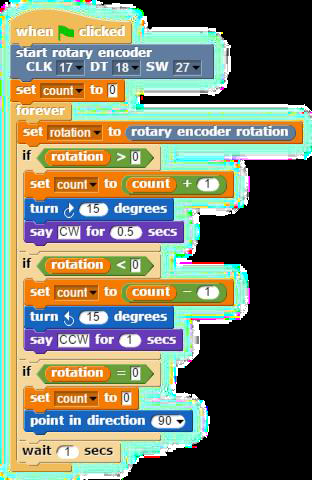 when clicked
start rotary encoder
CLK 17 DT 18 SW 27
set count to 0
forever
set rotation to rotary encoder rotation
if rotation > 0
set count to count + 1
turn 15 degrees
say CW for 0.5 secs
if rotation < 0
set count to count − 1
turn 15 degrees
say CCW for 1 secs
if rotation = 0
set count to 0
point in direction 90
wait 1 secs